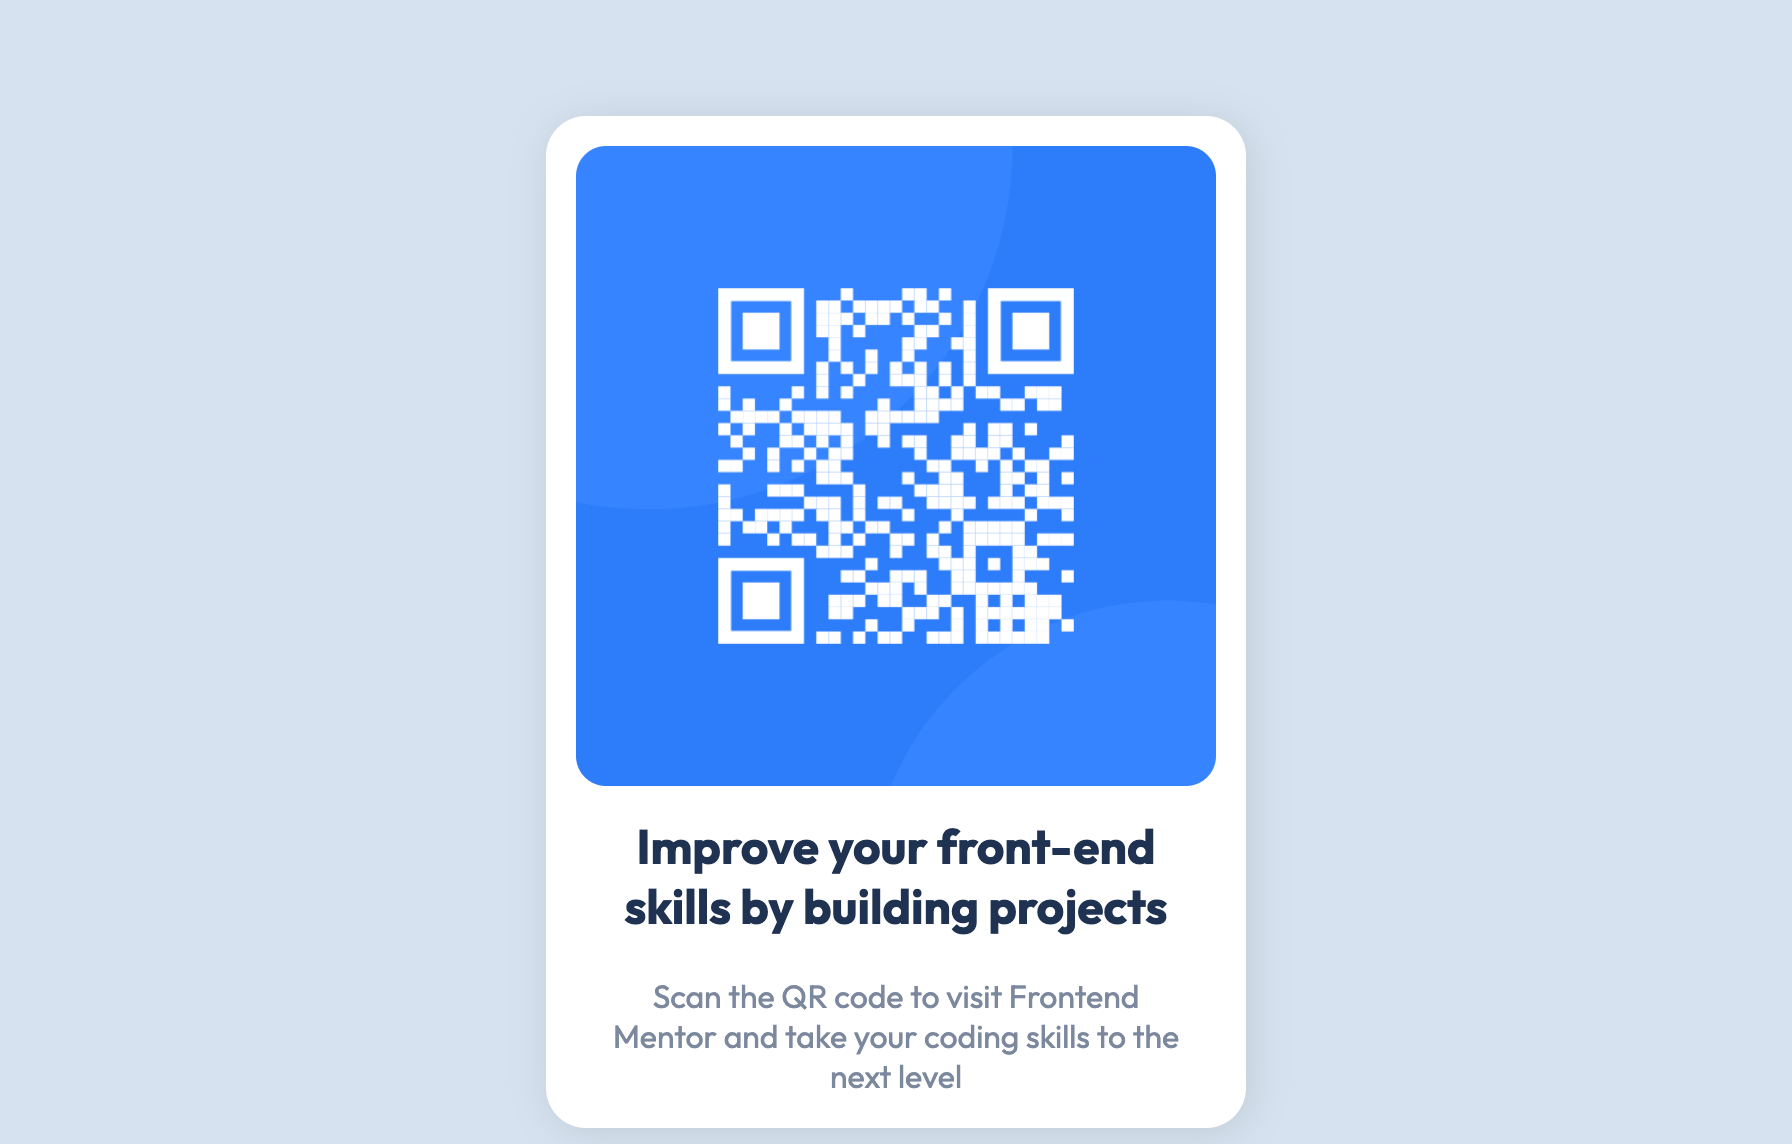 Improve your front-end
skills by building projects
Scan the QR code to visit Frontend
Mentor and take your coding skills to the
next level